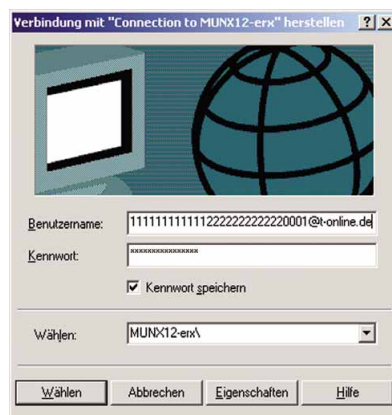 Verbindung mit "Connection to MUNX12-erx" herstellen
Benutzername: 1111111111111222222222220001@t-online.de
Kennwort: ****************
Kennwort speichern
Wählen: MUNX12-erx\
Wählen Abbrechen Eigenschaften Hilfe